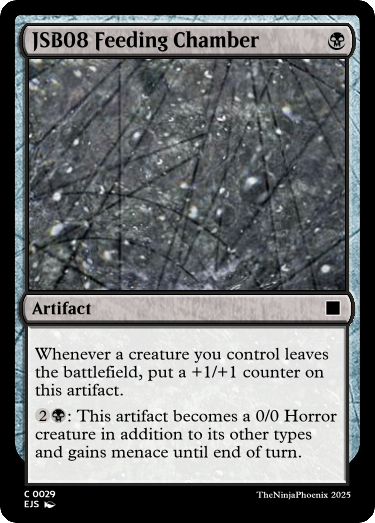 JSB08 Feeding Chamber
Artifact
Whenever a creature you control leaves
the battlefield, put a +1/+1 counter on
this artifact.
2 : This artifact becomes a 0/0 Horror
creature in addition to its other types
and gains menace until end of turn.
C 0029
EJS
TheNinjaPhoenix 2025